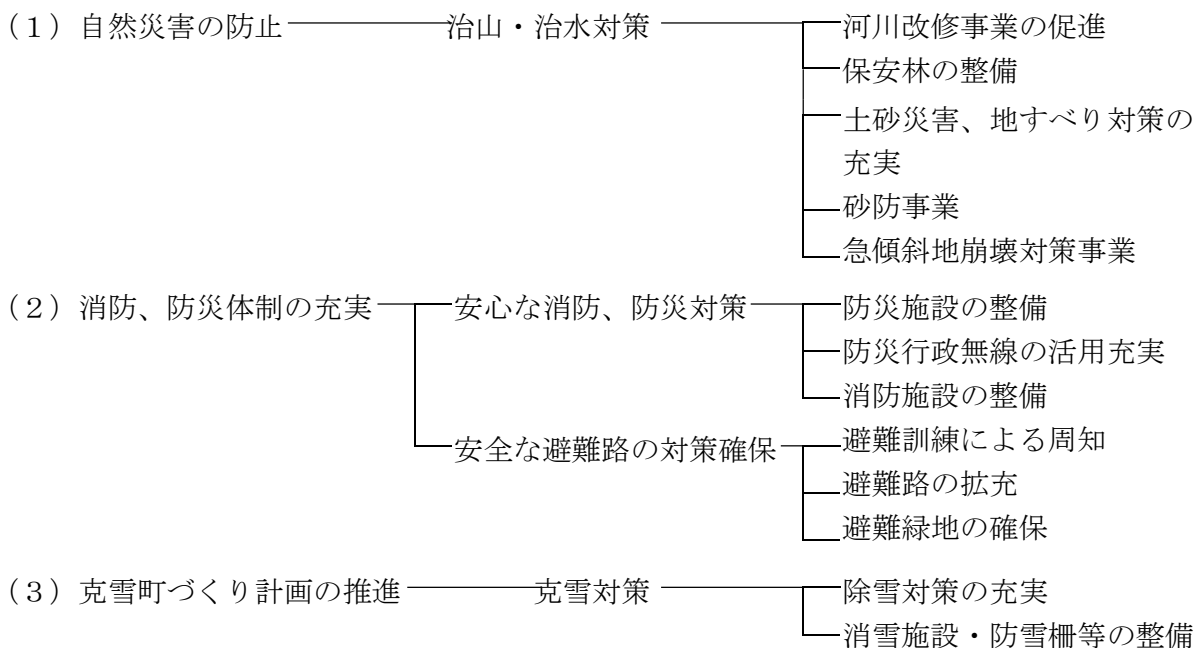 （１）自然災害の防止 治山・治水対策 河川改修事業の促進
保安林の整備
土砂災害、地すべり対策の
充実
砂防事業
急傾斜地崩壊対策事業
（２）消防、防災体制の充実 安心な消防、防災対策 防災施設の整備
防災行政無線の活用充実
消防施設の整備
安全な避難路の対策確保 避難訓練による周知
避難路の拡充
避難緑地の確保
（３）克雪町づくり計画の推進 克雪対策 除雪対策の充実
消雪施設・防雪柵等の整備